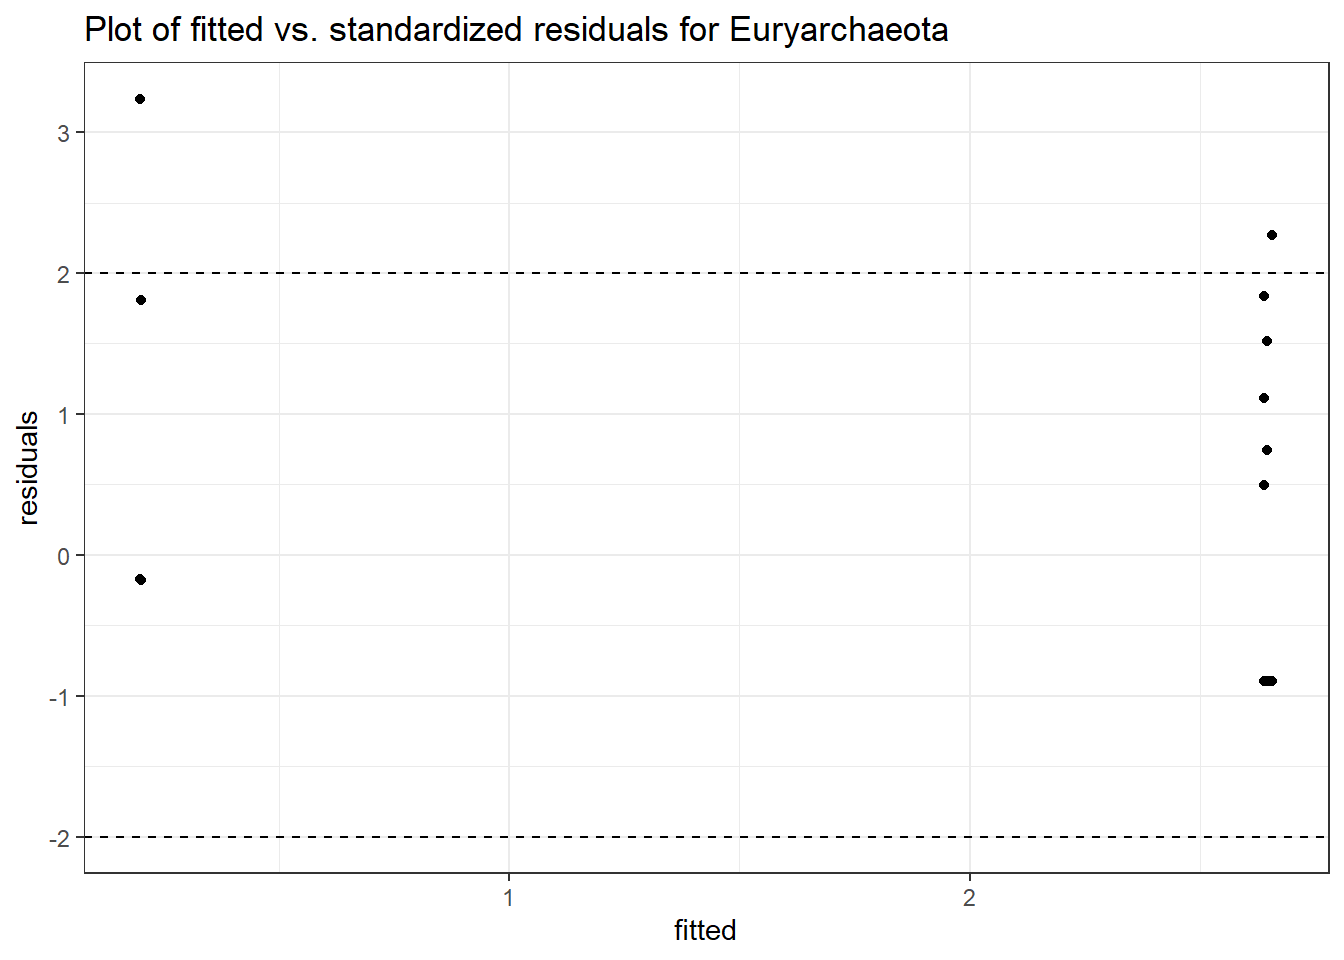 Plot of fitted vs. standardized residuals for Euryarchaeota
3
2
1
0
-1
-2
residuals
1
2
fitted